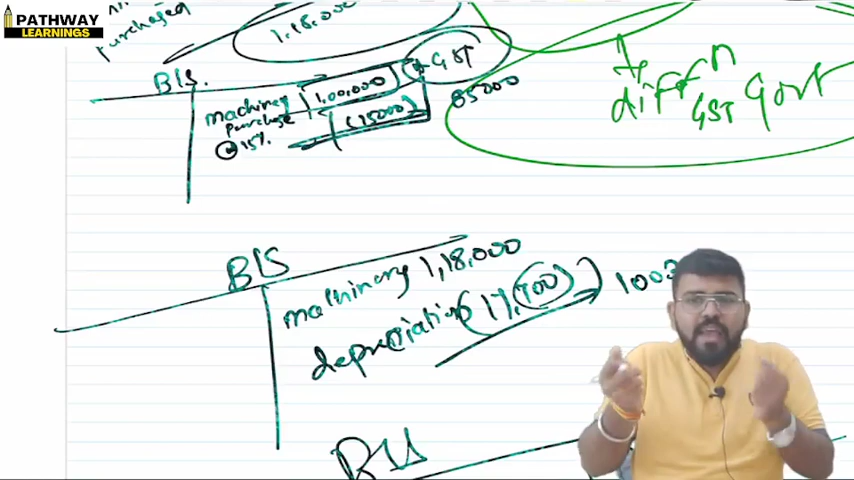 PATHWAY
LEARNINGS
purchased
1,18,000
B/S.
machinery 1,00,000 + GST
purchase (15000) 85000
@ 15%
diffn
GST Govt
B/S
machinery 1,18,000
depreciation (17,700) 1003
B/S